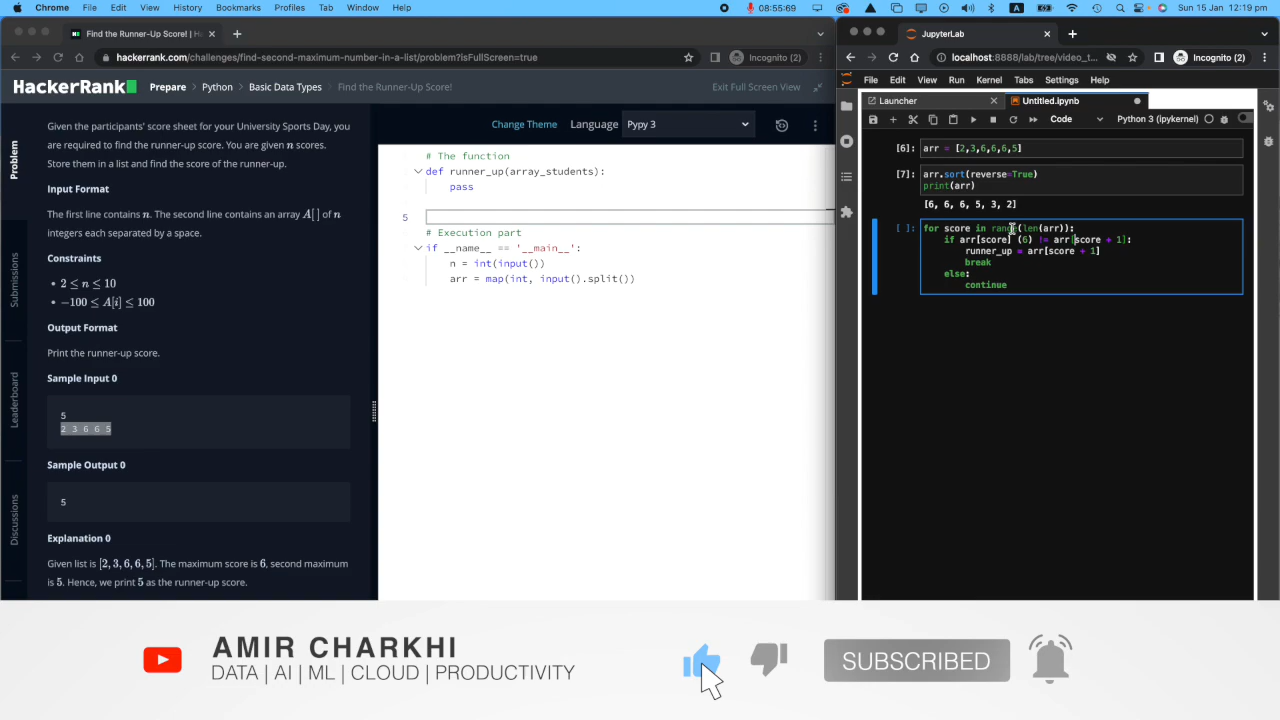 Chrome File Edit View History Bookmarks Profiles Tab Window Help
08:55:69
A
Sun 15 Jan 12:19 pm
Find the Runner-Up Score! | H
hackerrank.com/challenges/find-second-maximum-number-in-a-list/problem?isFullScreen=true
Incognito (2)
HackerRank
Prepare > Python > Basic Data Types > Find the Runner-Up Score!
Exit Full Screen View
Problem
Submissions
Leaderboard
Discussions
Given the participants' score sheet for your University Sports Day, you
are required to find the runner-up score. You are given n scores.
Store them in a list and find the score of the runner-up.
Input Format
The first line contains n. The second line contains an array A[ ] of n
integers each separated by a space.
Constraints
• 2 ≤ n ≤ 10
• −100 ≤ A[i] ≤ 100
Output Format
Print the runner-up score.
Sample Input 0
5
2 3 6 6 5
Sample Output 0
5
Explanation 0
Given list is [2, 3, 6, 6, 5]. The maximum score is 6, second maximum
is 5. Hence, we print 5 as the runner-up score.
Change Theme Language Pypy 3
# The function
def runner_up(array_students):
pass
5
# Execution part
if __name__ == '__main__':
n = int(input())
arr = map(int, input().split())
JupyterLab
localhost:8888/lab/tree/video_t...
Incognito (2)
File Edit View Run Kernel Tabs Settings Help
Launcher
Untitled.ipynb
Code
Python 3 (ipykernel)
[6]: arr = [2,3,6,6,6,5]
[7]: arr.sort(reverse=True)
print(arr)
[6, 6, 6, 5, 3, 2]
[ ]: for score in range(len(arr)):
if arr[score] (6) != arr[score + 1]:
runner_up = arr[score + 1]
break
else:
continue
AMIR CHARKHI
DATA | AI | ML | CLOUD | PRODUCTIVITY
SUBSCRIBED